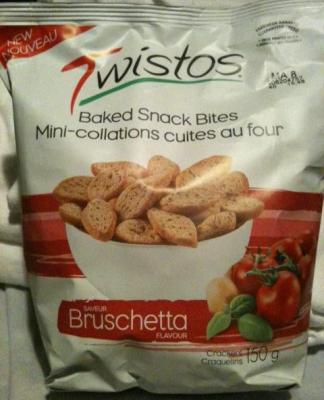 NEW
NOUVEAU
Twistos
Baked Snack Bites
Mini-collations cuites au four
SAVEUR
Bruschetta
FLAVOUR
Crackers
Craquelins 150 g